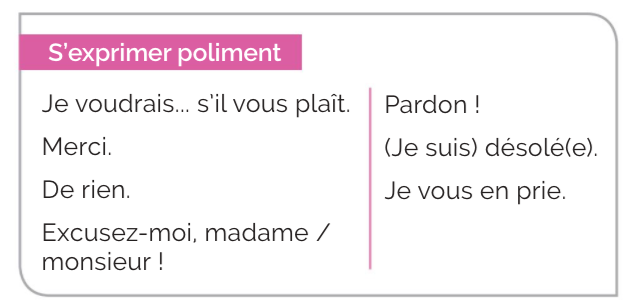 S'exprimer poliment
Je voudrais... s'il vous plaît.
Merci.
De rien.
Excusez-moi, madame /
monsieur !
Pardon !
(Je suis) désolé(e).
Je vous en prie.